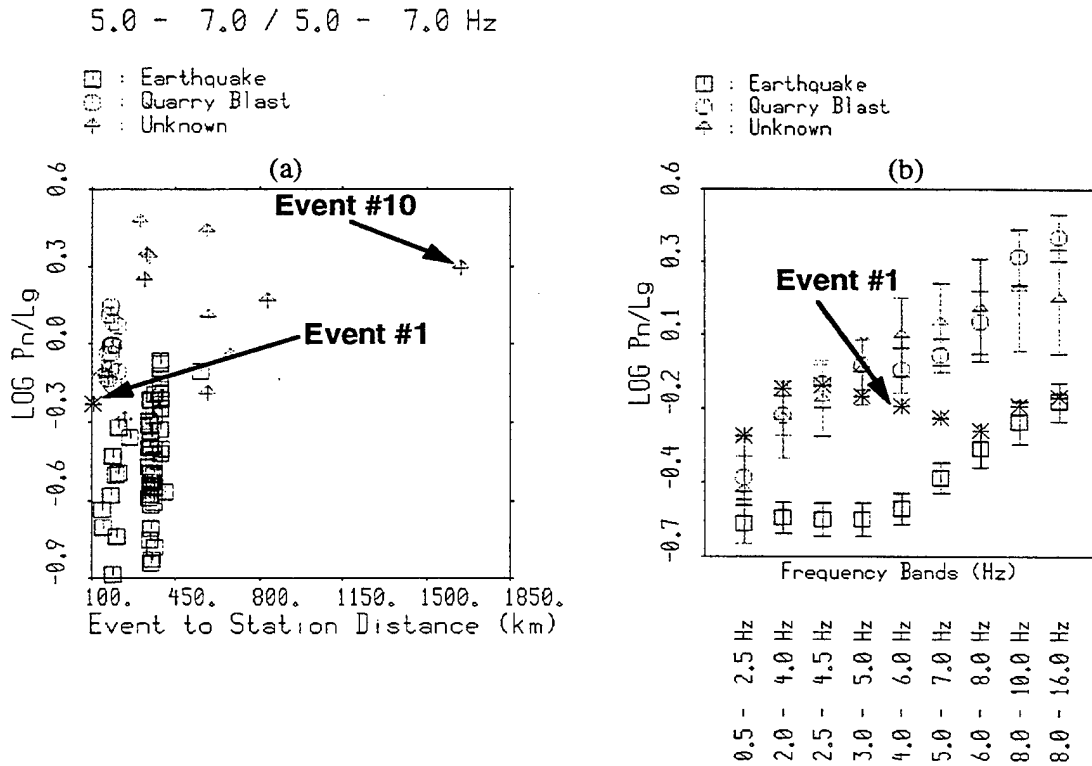 5.0 - 7.0 / 5.0 - 7.0 Hz
: Earthquake
: Quarry Blast
: Unknown
(a)
LOG Pn/Lg
0.6
0.3
0.0
-0.3
-0.6
-0.9
Event #10
Event #1
100. 450. 800. 1150. 1500. 1850.
Event to Station Distance (km)
: Earthquake
: Quarry Blast
: Unknown
(b)
LOG Pn/Lg
0.6
0.3
0.1
-0.2
-0.4
-0.7
Event #1
Frequency Bands (Hz)
0.5 - 2.5 Hz
2.0 - 4.0 Hz
2.5 - 4.5 Hz
3.0 - 5.0 Hz
4.0 - 6.0 Hz
5.0 - 7.0 Hz
6.0 - 8.0 Hz
8.0 - 10.0 Hz
8.0 - 16.0 Hz